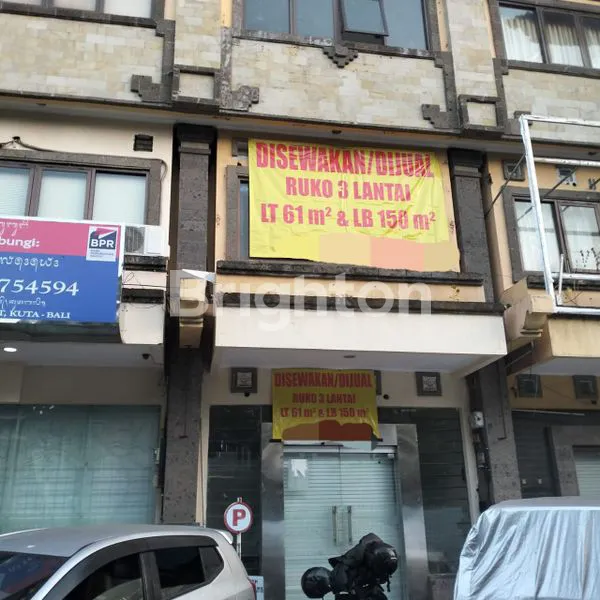 DISEWAKAN/DIJUAL
RUKO 3 LANTAI
LT 61 m² & LB 150 m²
BPR
ungi:
754594
, KUTA - BALI
Brighton
DISEWAKAN/DIJUAL
RUKO 3 LANTAI
LT 61 m² & LB 150 m²
P